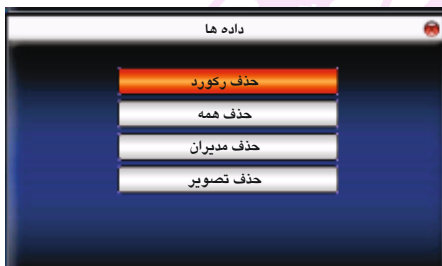 داده ها
حذف رکورد
حذف همه
حذف مدیران
حذف تصویر